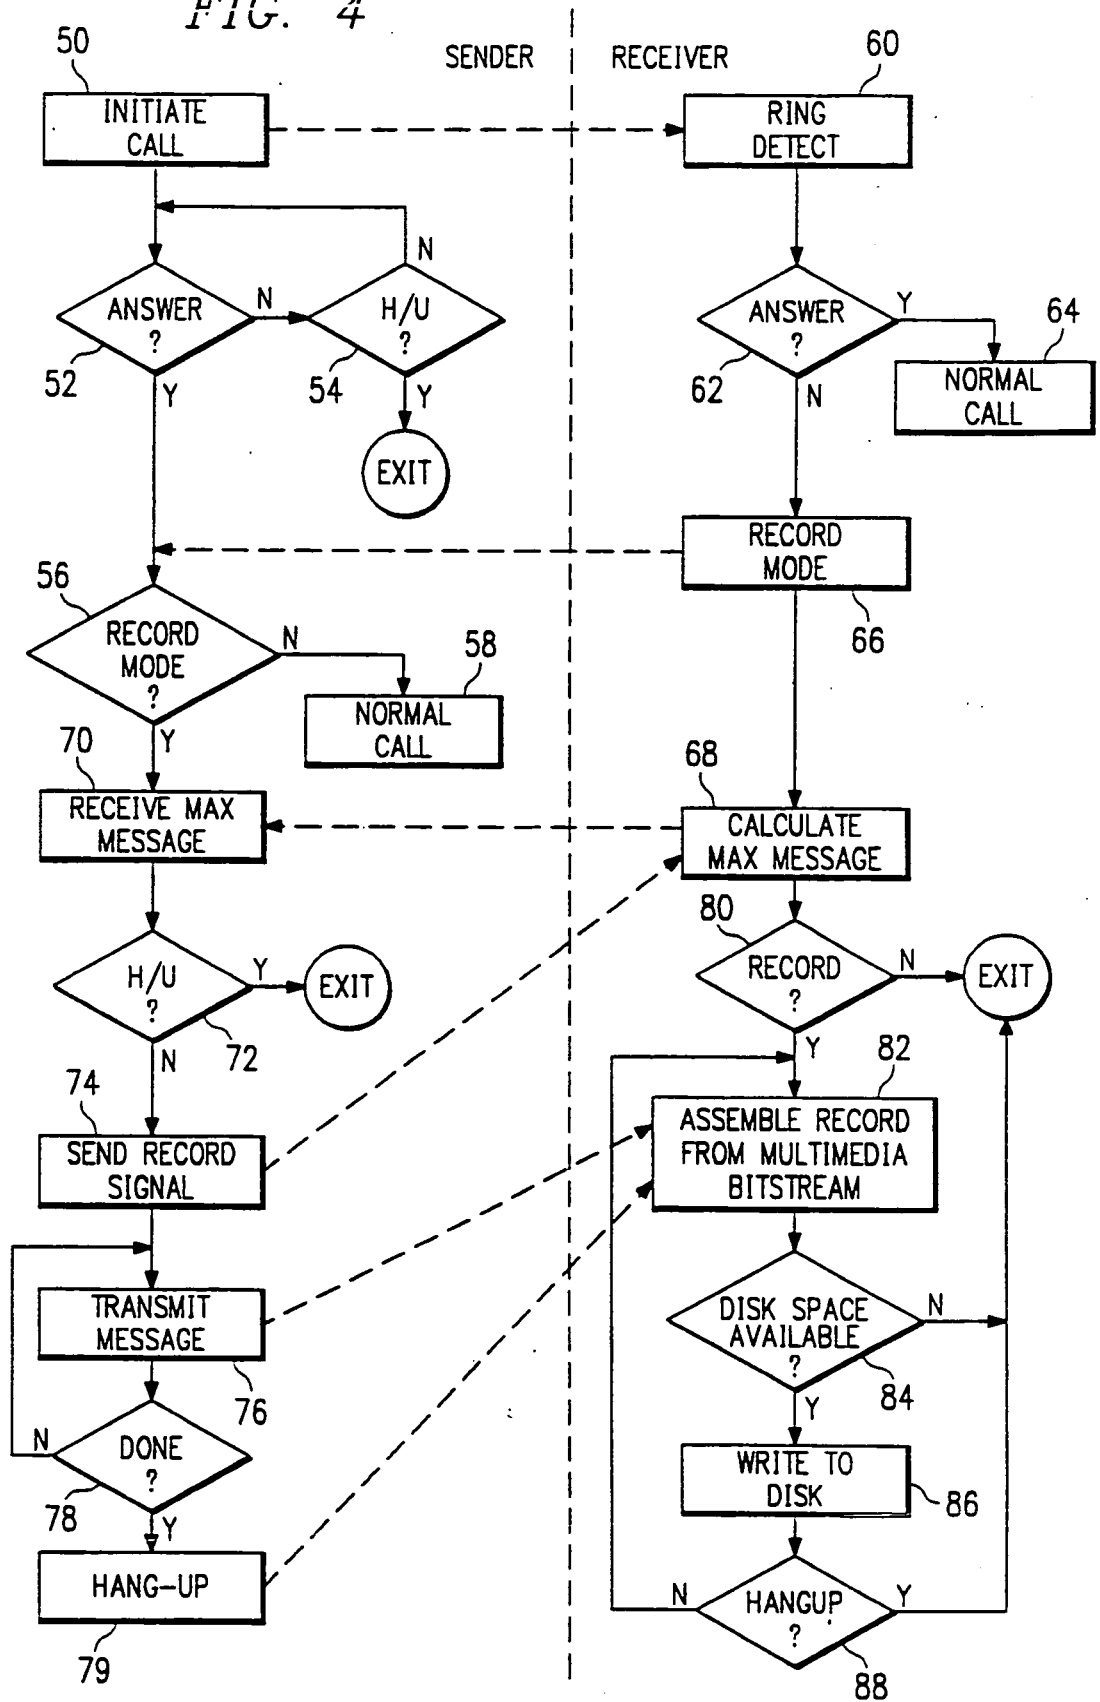 FIG. 4
SENDER
RECEIVER
50
INITIATE
CALL
ANSWER
?
52
N
Y
H/U
?
54
N
Y
EXIT
56
RECORD
MODE
?
N
Y
58
NORMAL
CALL
70
RECEIVE MAX
MESSAGE
H/U
?
72
Y
EXIT
N
74
SEND RECORD
SIGNAL
TRANSMIT
MESSAGE
76
DONE
?
78
N
Y
HANG-UP
79
60
RING
DETECT
ANSWER
?
62
Y
N
64
NORMAL
CALL
RECORD
MODE
66
68
CALCULATE
MAX MESSAGE
80
RECORD
?
N
EXIT
Y
82
ASSEMBLE RECORD
FROM MULTIMEDIA
BITSTREAM
DISK SPACE
AVAILABLE
?
84
N
Y
WRITE TO
DISK
86
HANGUP
?
88
N
Y